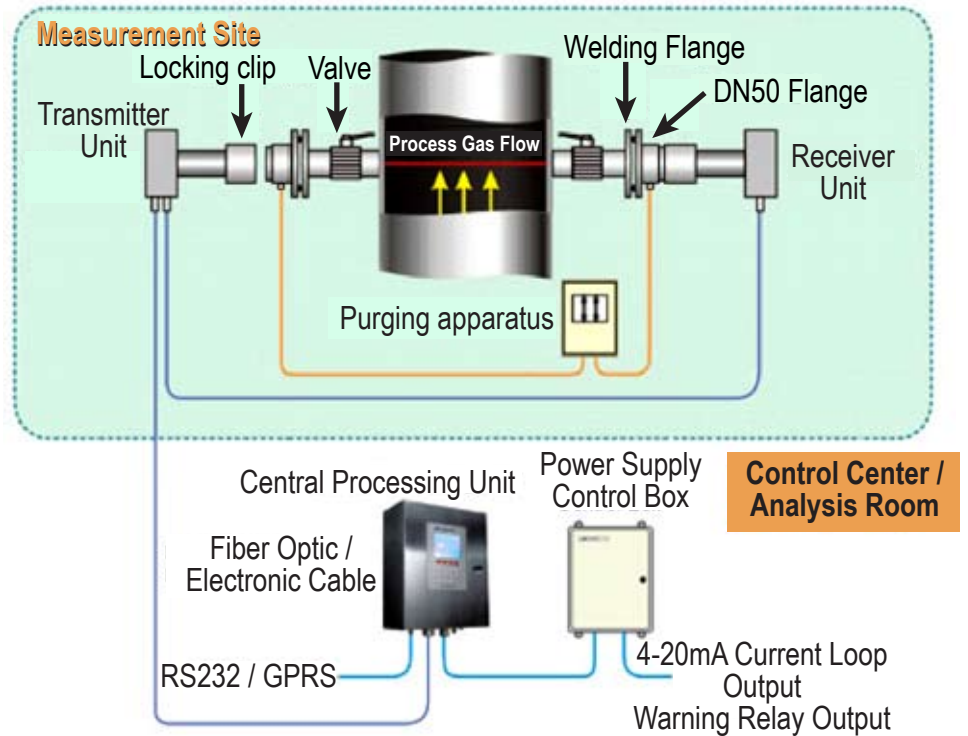 Measurement Site
Locking clip
Valve
Welding Flange
DN50 Flange
Transmitter
Unit
Process Gas Flow
Receiver
Unit
Purging apparatus
Central Processing Unit
Power Supply
Control Box
Control Center /
Analysis Room
Fiber Optic /
Electronic Cable
RS232 / GPRS
4-20mA Current Loop
Output
Warning Relay Output